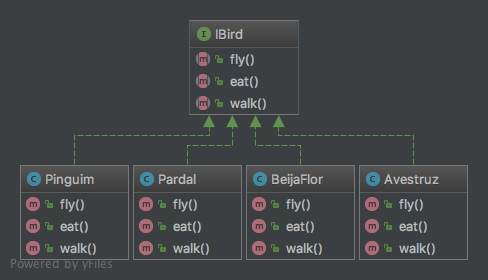 I IBird
m fly()
m eat()
m walk()
C Pinguim
m fly()
m eat()
m walk()
C Pardal
m fly()
m eat()
m walk()
C BeijaFlor
m fly()
m eat()
m walk()
C Avestruz
m fly()
m eat()
m walk()
Powered by yFiles